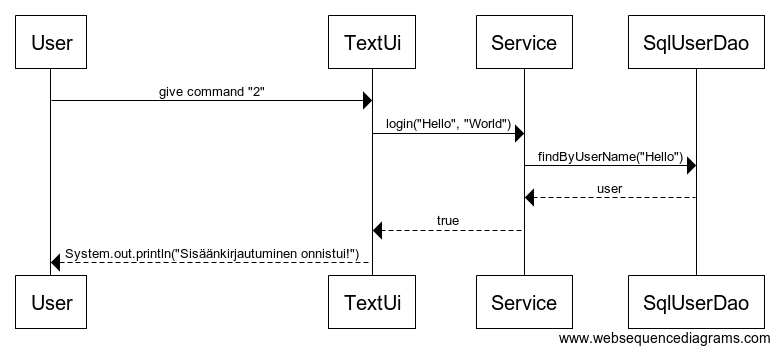 User
TextUi
Service
SqlUserDao
give command "2"
login("Hello", "World")
findByUserName("Hello")
user
true
System.out.println("Sisäänkirjautuminen onnistui!")
User
TextUi
Service
SqlUserDao
www.websequencediagrams.com